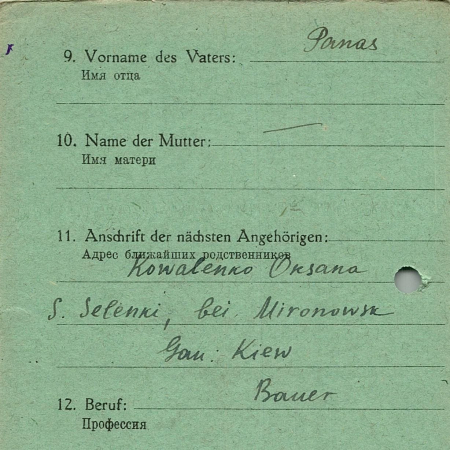 Panas
9. Vorname des Vaters:
Имя отца
10. Name der Mutter: —
Имя матери
11. Anschrift der nächsten Angehörigen:
Адрес ближайших родственников
Kowalenko Oksana
S. Selenki, bei Mironowsk
Gau: Kiew
Bauer
12. Beruf:
Профессия